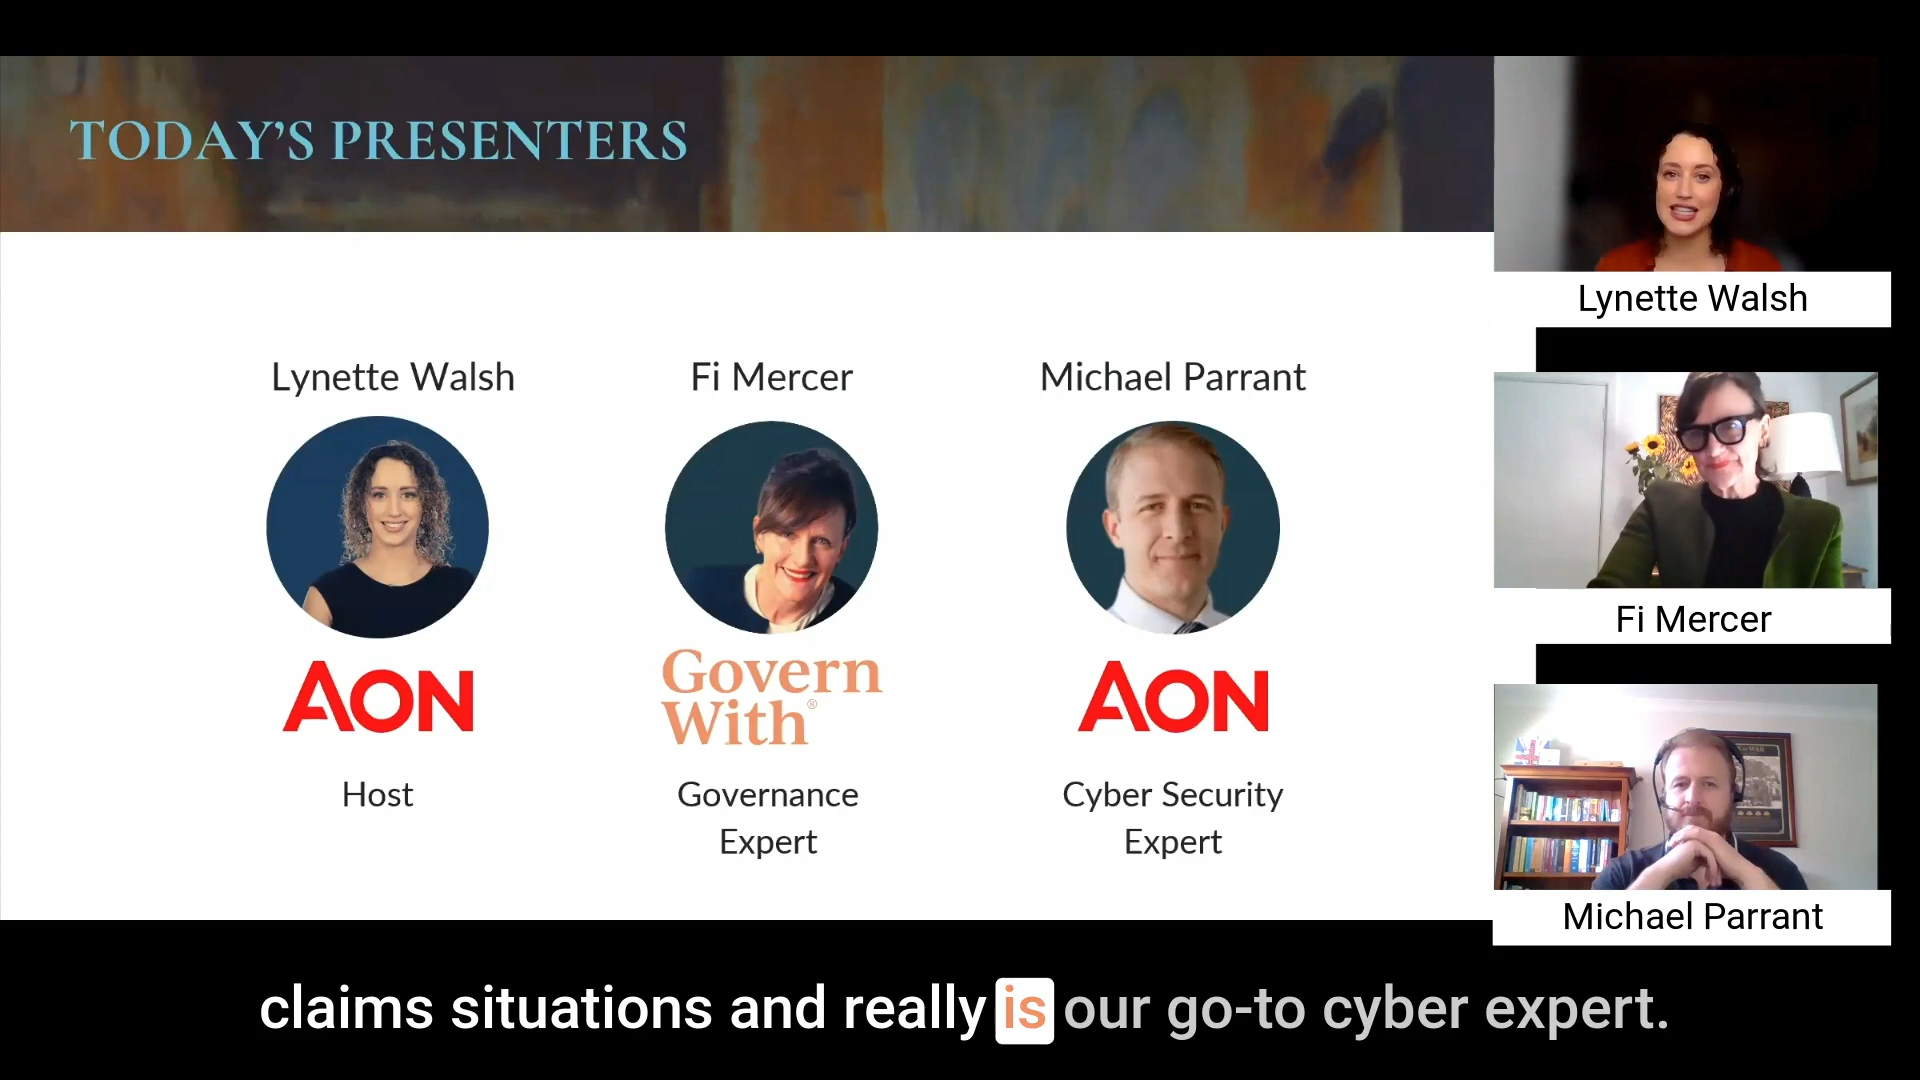 TODAY'S PRESENTERS
Lynette Walsh
Fi Mercer
Michael Parrant
AON
Govern
With®
AON
Host
Governance
Expert
Cyber Security
Expert
Lynette Walsh
Fi Mercer
Michael Parrant
claims situations and really is our go-to cyber expert.